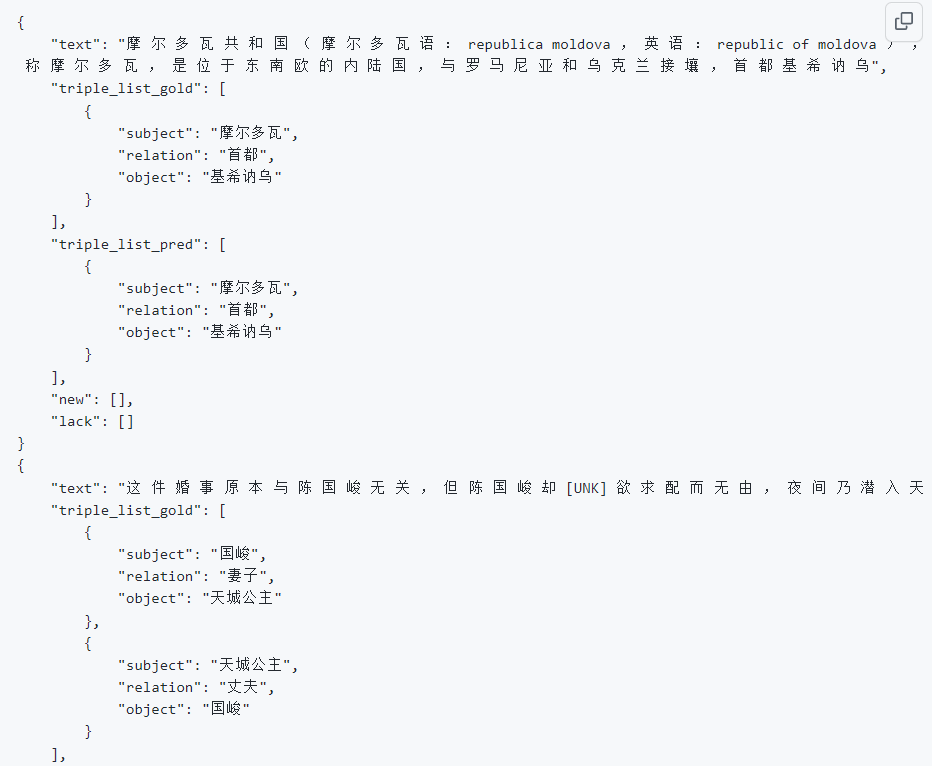 {
    "text": "摩 尔 多 瓦 共 和 国 （ 摩 尔 多 瓦 语 ： republica moldova ， 英 语 ： republic of moldova ） ，
称 摩 尔 多 瓦 ， 是 位 于 东 南 欧 的 内 陆 国 ， 与 罗 马 尼 亚 和 乌 克 兰 接 壤 ， 首 都 基 希 讷 乌",
    "triple_list_gold": [
        {
            "subject": "摩尔多瓦",
            "relation": "首都",
            "object": "基希讷乌"
        }
    ],
    "triple_list_pred": [
        {
            "subject": "摩尔多瓦",
            "relation": "首都",
            "object": "基希讷乌"
        }
    ],
    "new": [],
    "lack": []
}
{
    "text": "这 件 婚 事 原 本 与 陈 国 峻 无 关 ， 但 陈 国 峻 却 [UNK] 欲 求 配 而 无 由 ， 夜 间 乃 潜 入 天
    "triple_list_gold": [
        {
            "subject": "国峻",
            "relation": "妻子",
            "object": "天城公主"
        },
        {
            "subject": "天城公主",
            "relation": "丈夫",
            "object": "国峻"
        }
    ],